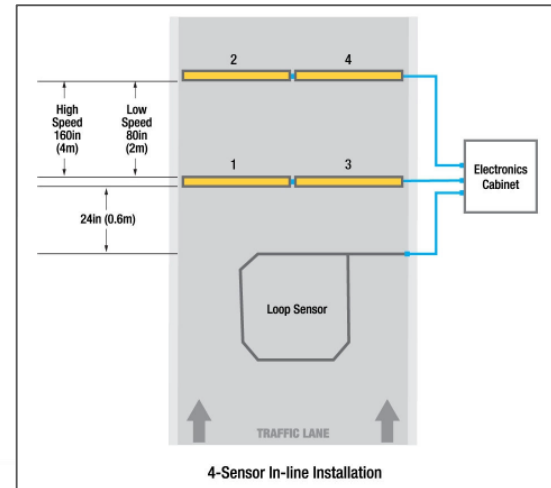 2
4
High
Speed
160in
(4m)
Low
Speed
80in
(2m)
1
3
Electronics
Cabinet
24in (0.6m)
Loop Sensor
TRAFFIC LANE
4-Sensor In-line Installation